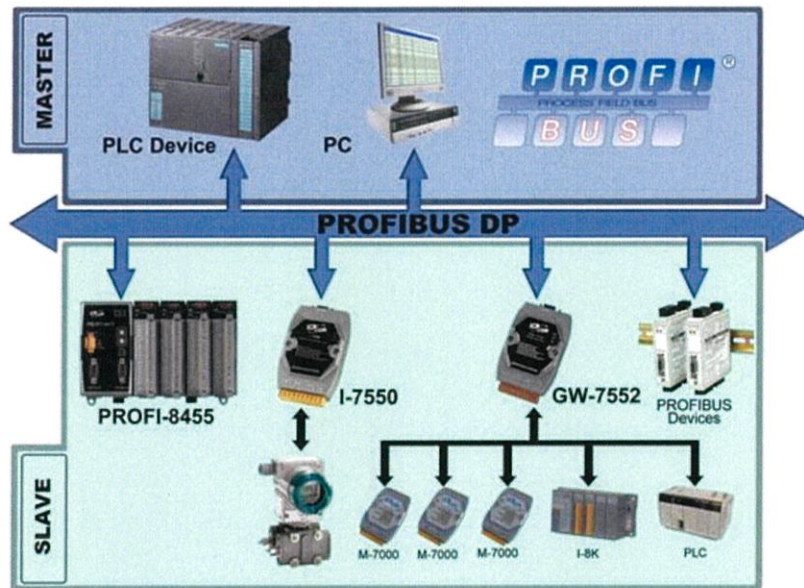 MASTER
PLC Device
PC
PROFI®
PROCESS FIELD BUS
BUS
PROFIBUS DP
SLAVE
PROFI-8455
I-7550
GW-7552
PROFIBUS
Devices
M-7000
M-7000
M-7000
I-8K
PLC